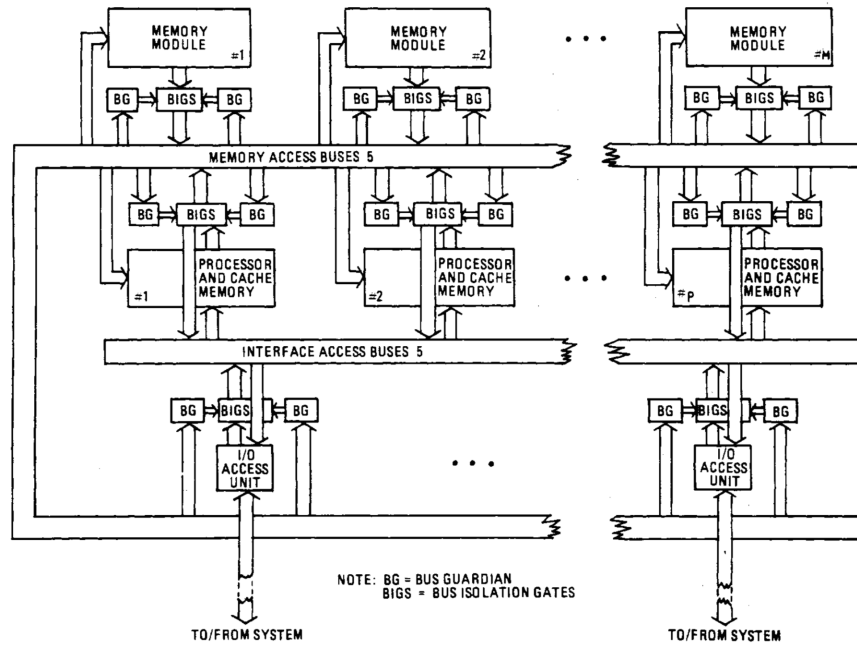 MEMORY
MODULE
#1
MEMORY
MODULE
#2
• • •
MEMORY
MODULE
#M
BG
BIGS
BG
BG
BIGS
BG
BG
BIGS
BG
MEMORY ACCESS BUSES 5
BG
BIGS
BG
BG
BIGS
BG
BG
BIGS
BG
PROCESSOR
AND CACHE
MEMORY
#1
PROCESSOR
AND CACHE
MEMORY
#2
• • •
PROCESSOR
AND CACHE
MEMORY
#P
INTERFACE ACCESS BUSES 5
BG
BIGS
BG
BG
BIGS
BG
I/O
ACCESS
UNIT
• • •
I/O
ACCESS
UNIT
NOTE: BG = BUS GUARDIAN
BIGS = BUS ISOLATION GATES
TO/FROM SYSTEM
TO/FROM SYSTEM